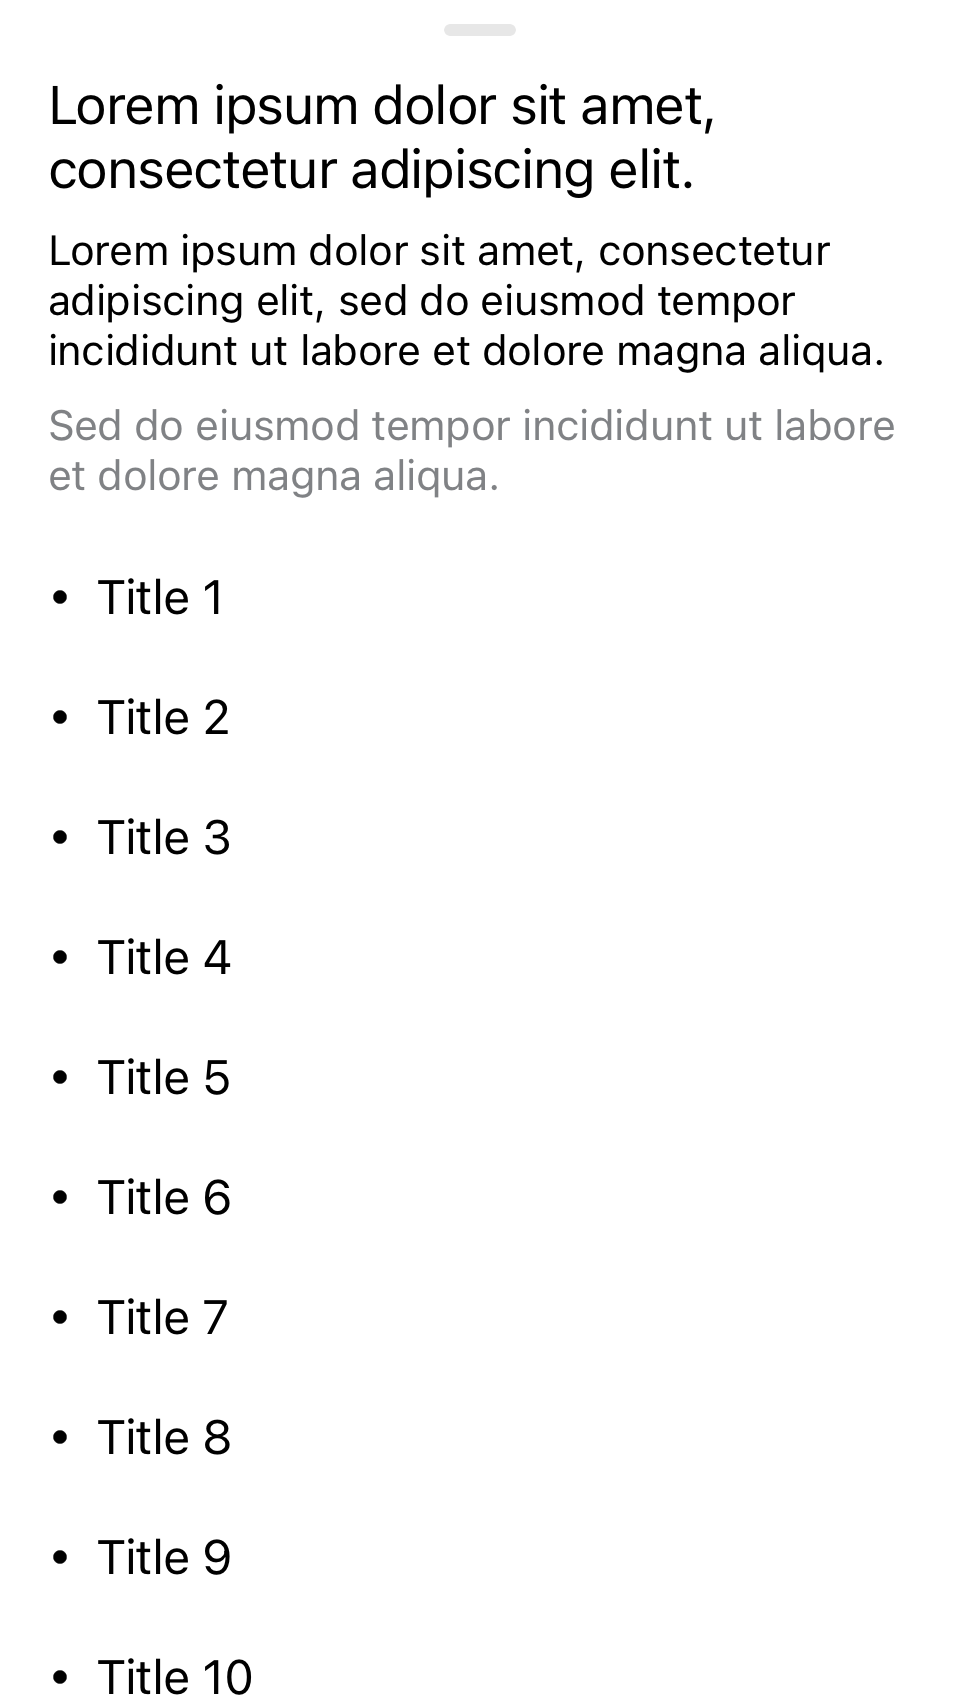 Lorem ipsum dolor sit amet,
consectetur adipiscing elit.
Lorem ipsum dolor sit amet, consectetur
adipiscing elit, sed do eiusmod tempor
incididunt ut labore et dolore magna aliqua.
Sed do eiusmod tempor incididunt ut labore
et dolore magna aliqua.
• Title 1
• Title 2
• Title 3
• Title 4
• Title 5
• Title 6
• Title 7
• Title 8
• Title 9
• Title 10